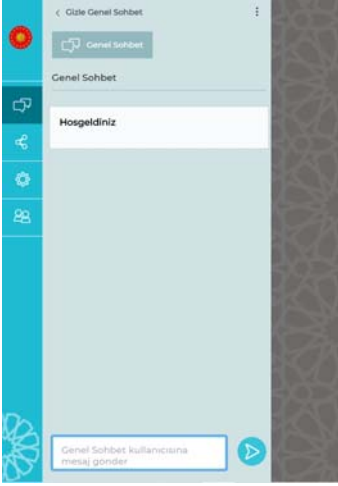 Gizle Genel Sohbet
Genel Sohbet
Genel Sohbet
Hosgeldiniz
Genel Sohbet kullanıcısına
mesaj gönder